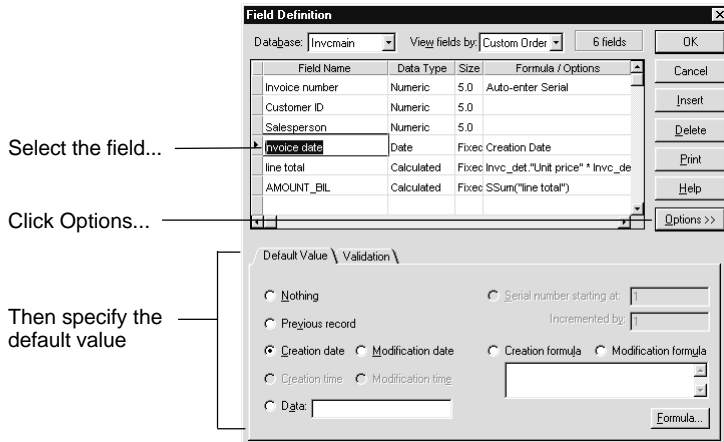 Field Definition
Database: Invcmain View fields by: Custom Order 6 fields OK
Field Name Data Type Size Formula / Options Cancel
Invoice number Numeric 5.0 Auto-enter Serial
Customer ID Numeric 5.0 Insert
Salesperson Numeric 5.0 Delete
Select the field... nvoice date Date Fixec Creation Date
line total Calculated Fixec Invc_det."Unit price" * Invc_de Print
AMOUNT_BIL Calculated Fixec SSum("line total") Help
Click Options... Options >>
Default Value Validation
Nothing Serial number starting at: 1
Then specify the default value
Previous record Incremented by: 1
Creation date Modification date Creation formula Modification formula
Creation time Modification time
Data:
Formula...